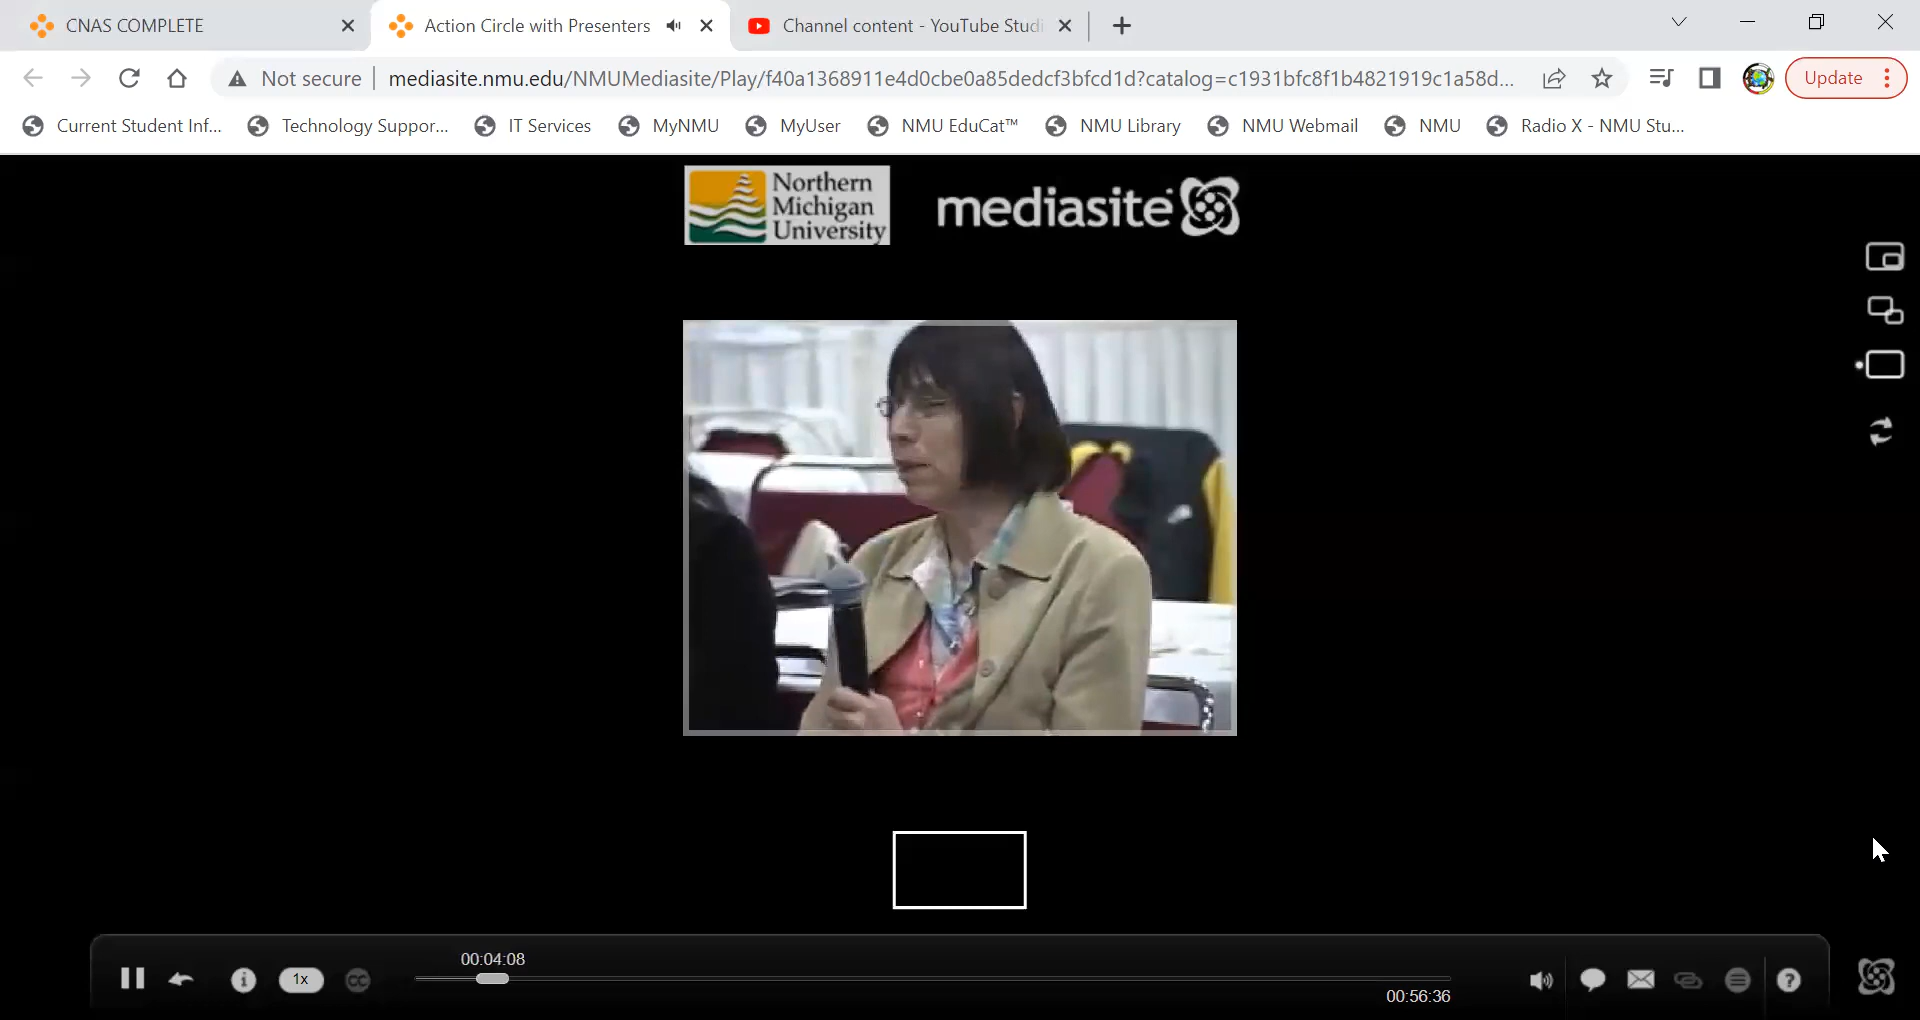 CNAS COMPLETE
Action Circle with Presenters
Channel content - YouTube Studi
Not secure
mediasite.nmu.edu/NMUMediasite/Play/f40a1368911e4d0cbe0a85dedcf3bfcd1d?catalog=c1931bfc8f1b4821919c1a58d...
Update
Current Student Inf...
Technology Suppor...
IT Services
MyNMU
MyUser
NMU EduCat™
NMU Library
NMU Webmail
NMU
Radio X - NMU Stu...
Northern
Michigan
University
mediasite
00:04:08
1x
CC
00:56:36